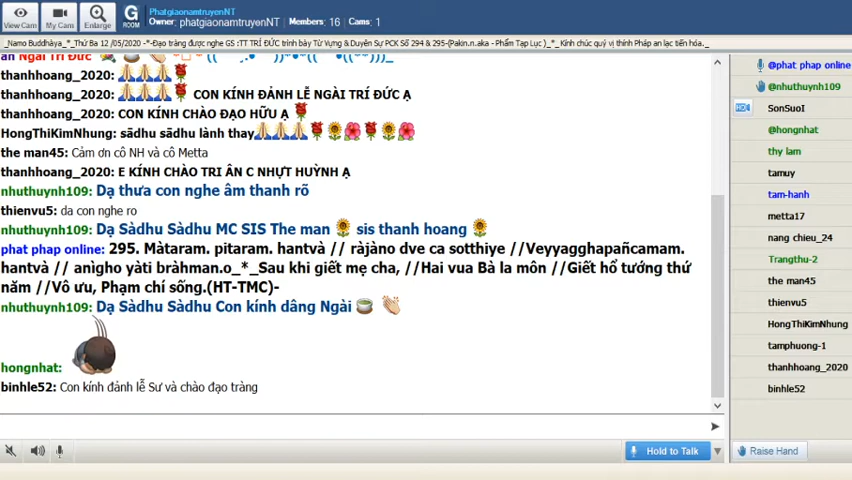 PhatgiaonamtruyenNT
Owner: phatgiaonamtruyenNT Members: 16 Cams: 1
View Cam My Cam Enlarge ROOM
_Namo Buddhàya_*_Thứ Ba 12 /05/2020 -*-Đạo tràng được nghe GS :TT TRÍ ĐỨC trình bày Từ Vựng & Duyên Sự PCK Số 294 & 295-(Pakin.n.aka - Phẩm Tạp Lục )_*_ Kính chúc quý vị thính Pháp an lạc tiến hóa._
thanhhoang_2020:
thanhhoang_2020: CON KÍNH ĐẢNH LỄ NGÀI TRÍ ĐỨC Ạ
thanhhoang_2020: CON KÍNH CHÀO ĐẠO HỮU Ạ
HongThiKimNhung: sādhu sādhu lành thay
the man45: Cảm ơn cô NH và cô Metta
thanhhoang_2020: E KÍNH CHÀO TRI ÂN C NHỰT HUỲNH Ạ
nhuthuynh109: Dạ thưa con nghe âm thanh rõ
thienvu5: da con nghe ro
nhuthuynh109: Dạ Sàdhu Sàdhu MC SIS The man sis thanh hoang
phat phap online: 295. Màtaram. pitaram. hantvà // ràjàno dve ca sotthiye //Veyyagghapañcamam.
hantvà // anìgho yàti bràhman.o_*_Sau khi giết mẹ cha, //Hai vua Bà la môn //Giết hổ tướng thứ
năm //Vô ưu, Phạm chí sống.(HT-TMC)-
nhuthuynh109: Dạ Sàdhu Sàdhu Con kính dâng Ngài
hongnhat:
binhle52: Con kính đảnh lễ Sư và chào đạo tràng
@phat phap online
@nhuthuynh109
SonSuoI
@hongnhat
thy lam
tamuy
tam-hanh
metta17
nang chieu_24
Trangthu-2
the man45
thienvu5
HongThiKimNhung
tamphuong-1
thanhhoang_2020
binhle52
Hold to Talk
Raise Hand